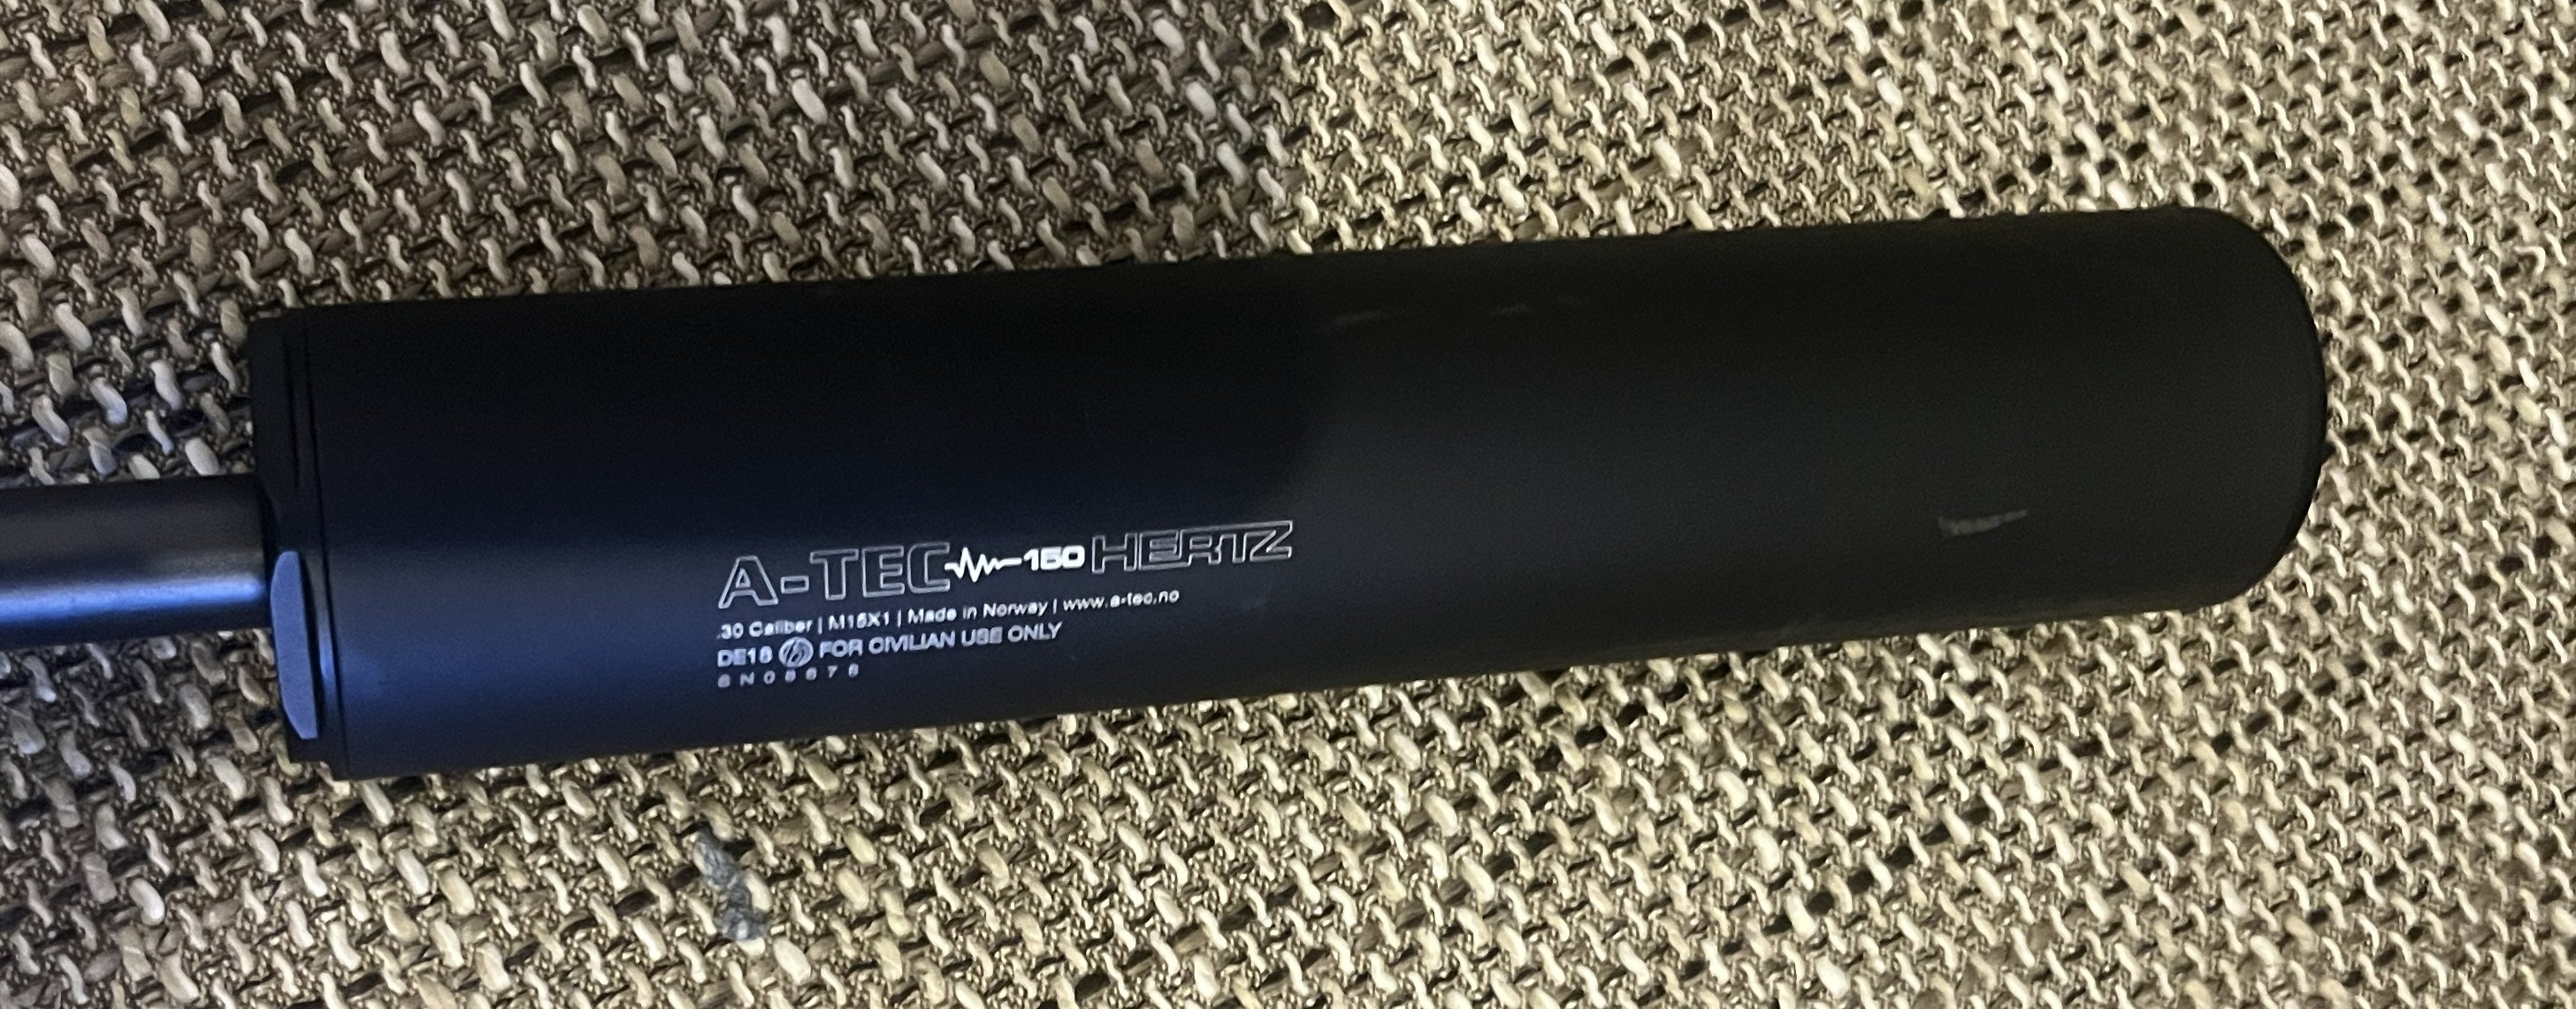 A-TEC 150 HERTZ
.30 Caliber | M15X1 | Made in Norway | www.a-tec.no
DE18 FOR CIVILIAN USE ONLY